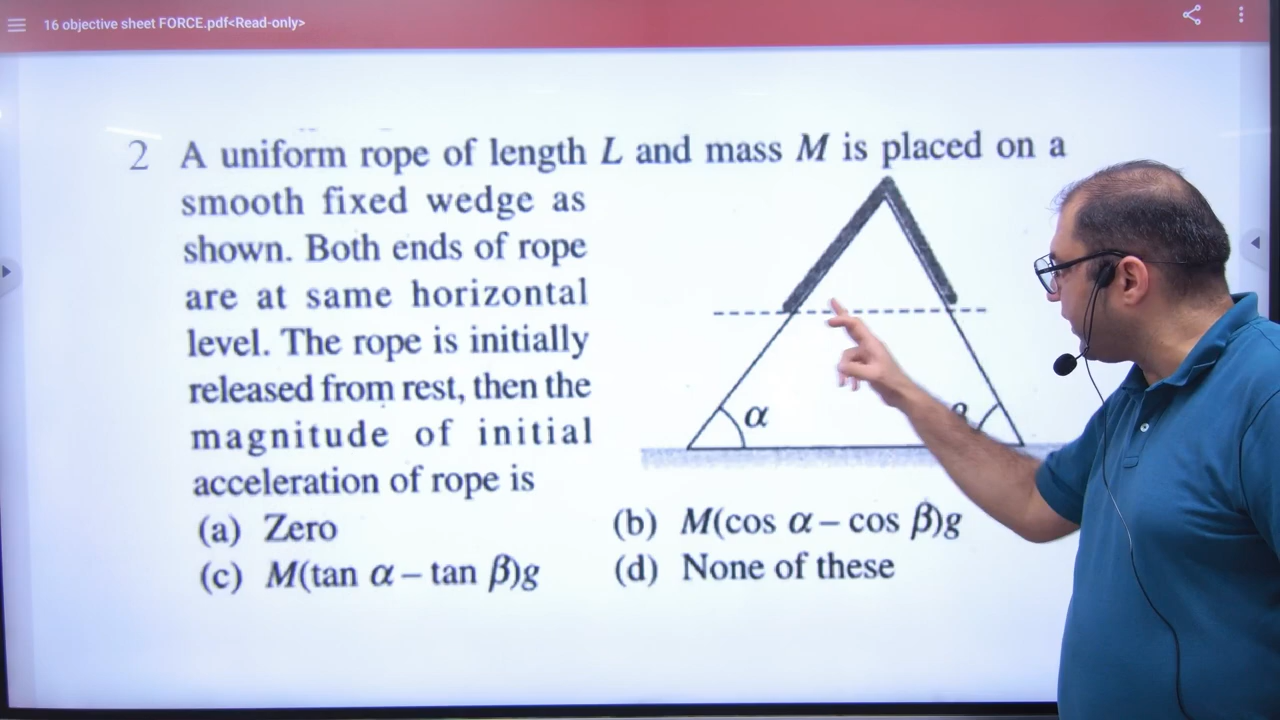 16 objective sheet FORCE.pdf<Read-only>
2 A uniform rope of length L and mass M is placed on a
smooth fixed wedge as
shown. Both ends of rope
are at same horizontal
level. The rope is initially
released from rest, then the
magnitude of initial
acceleration of rope is
α
(a) Zero (b) M(cos α – cos β)g
(c) M(tan α – tan β)g (d) None of these